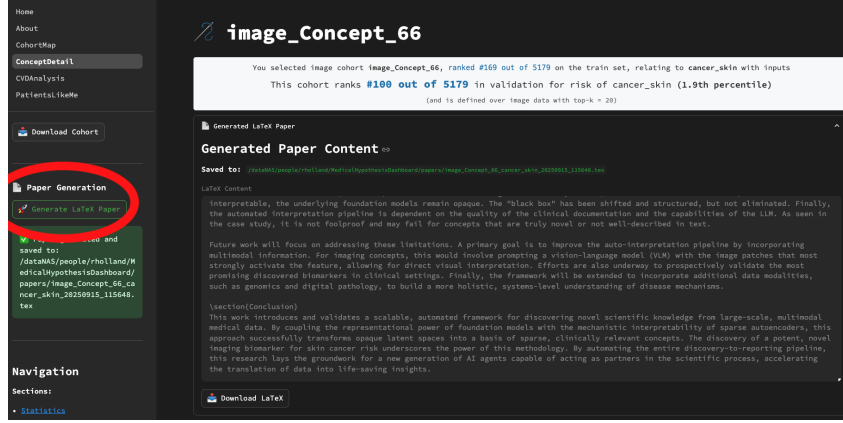 Home
About
CohortMap
ConceptDetail
CVDAnalysis
PatientsLikeMe
Download Cohort
Paper Generation
Generate LaTeX Paper
generated and
saved to:
/dataNAS/people/rholland/M
edicalHypothesisDashboard/
papers/image_Concept_66_ca
ncer_skin_20250915_115648.
tex
Navigation
Sections:
• Statistics
image_Concept_66
You selected image cohort image_Concept_66, ranked #169 out of 5179 on the train set, relating to cancer_skin with inputs
This cohort ranks #100 out of 5179 in validation for risk of cancer_skin (1.9th percentile)
(and is defined over image data with top-k = 20)
Generated LaTeX Paper
Generated Paper Content
Saved to: /dataNAS/people/rholland/MedicalHypothesisDashboard/papers/image_Concept_66_cancer_skin_20250915_115648.tex
LaTeX Content
interpretable, the underlying foundation models remain opaque. The "black box" has been shifted and structured, but not eliminated. Finally,
the automated interpretation pipeline is dependent on the quality of the clinical documentation and the capabilities of the LLM. As seen in
the case study, it is not foolproof and may fail for concepts that are truly novel or not well-described in text.
Future work will focus on addressing these limitations. A primary goal is to improve the auto-interpretation pipeline by incorporating
multimodal information. For imaging concepts, this would involve prompting a vision-language model (VLM) with the image patches that most
strongly activate the feature, allowing for direct visual interpretation. Efforts are also underway to prospectively validate the most
promising discovered biomarkers in clinical settings. Finally, the framework will be extended to incorporate additional data modalities,
such as genomics and digital pathology, to build a more holistic, systems-level understanding of disease mechanisms.
\section{Conclusion}
This work introduces and validates a scalable, automated framework for discovering novel scientific knowledge from large-scale, multimodal
medical data. By coupling the representational power of foundation models with the mechanistic interpretability of sparse autoencoders, this
approach successfully transforms opaque latent spaces into a basis of sparse, clinically relevant concepts. The discovery of a potent, novel
imaging biomarker for skin cancer risk underscores the power of this methodology. By automating the entire discovery-to-reporting pipeline,
this research lays the groundwork for a new generation of AI agents capable of acting as partners in the scientific process, accelerating
the translation of data into life-saving insights.
Download LaTeX